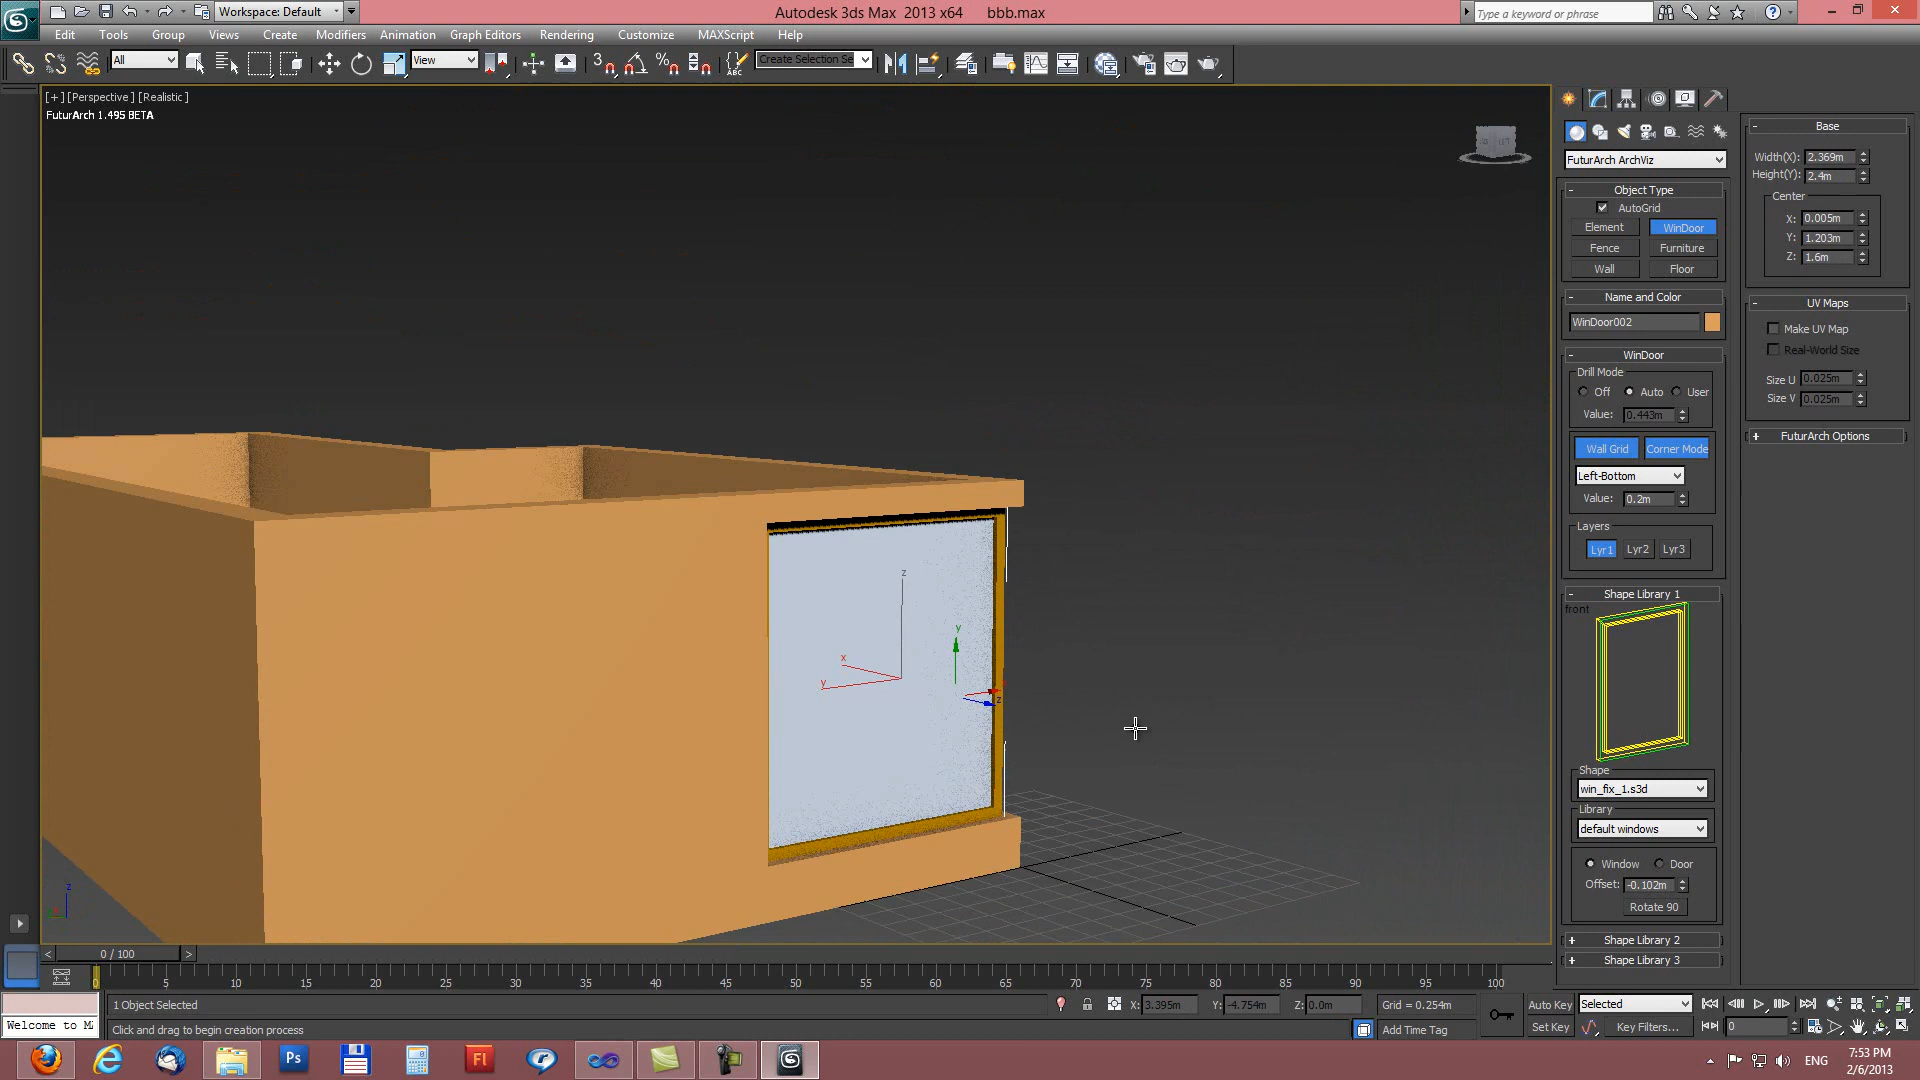 Workspace: Default
Autodesk 3ds Max 2013 x64 bbb.max
Type a keyword or phrase
Edit Tools Group Views Create Modifiers Animation Graph Editors Rendering Customize MAXScript Help
All View 3 Create Selection Se
ABC
[+] [Perspective] [Realistic]
FuturArch 1.495 BETA
FuturArch ArchViz
Object Type
AutoGrid
Element WinDoor
Fence Furniture
Wall Floor
Name and Color
WinDoor002
WinDoor
Drill Mode
Off Auto User
Value: 0.443m
Wall Grid Corner Mode
Left-Bottom
Value: 0.2m
Layers
Lyr1 Lyr2 Lyr3
Shape Library 1
front
Shape
win_fix_1.s3d
Library
default windows
Window Door
Offset: -0.102m
Rotate 90
Shape Library 2
Shape Library 3
Base
Width(X): 2.369m
Height(Y): 2.4m
Center
X: 0.005m
Y: 1.203m
Z: 1.6m
UV Maps
Make UV Map
Real-World Size
Size U 0.025m
Size V 0.025m
FuturArch Options
z
x
y
y
z
z
0 / 100
0 5 10 15 20 25 30 35 40 45 50 55 60 65 70 75 80 85 90 95 100
1 Object Selected X: 3.395m Y: -4.754m Z: 0.0m Grid = 0.254m Auto Key Selected
Welcome to M
Click and drag to begin creation process Add Time Tag Set Key Key Filters... 0
Ps Fl
ENG
7:53 PM
2/6/2013